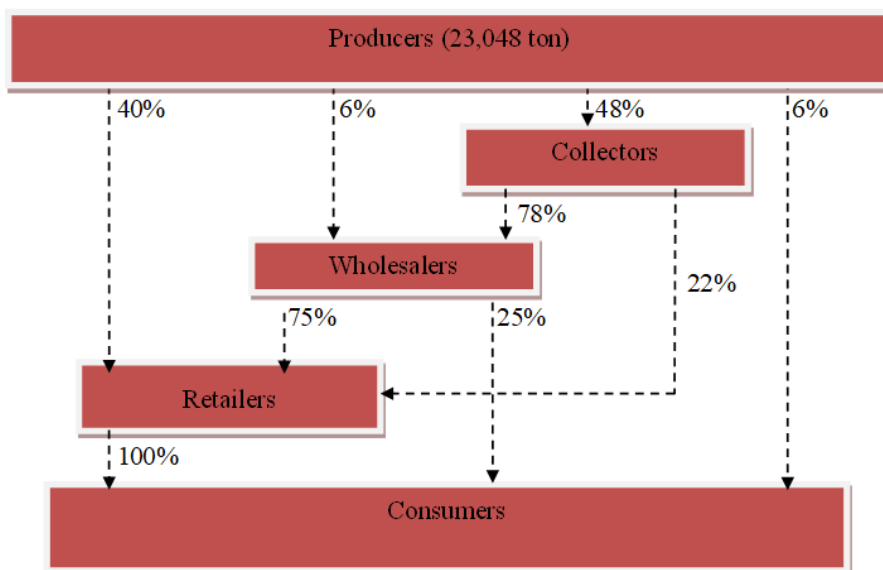 Producers (23,048 ton)
40%
6%
48%
6%
Collectors
78%
Wholesalers
22%
75%
25%
Retailers
100%
Consumers